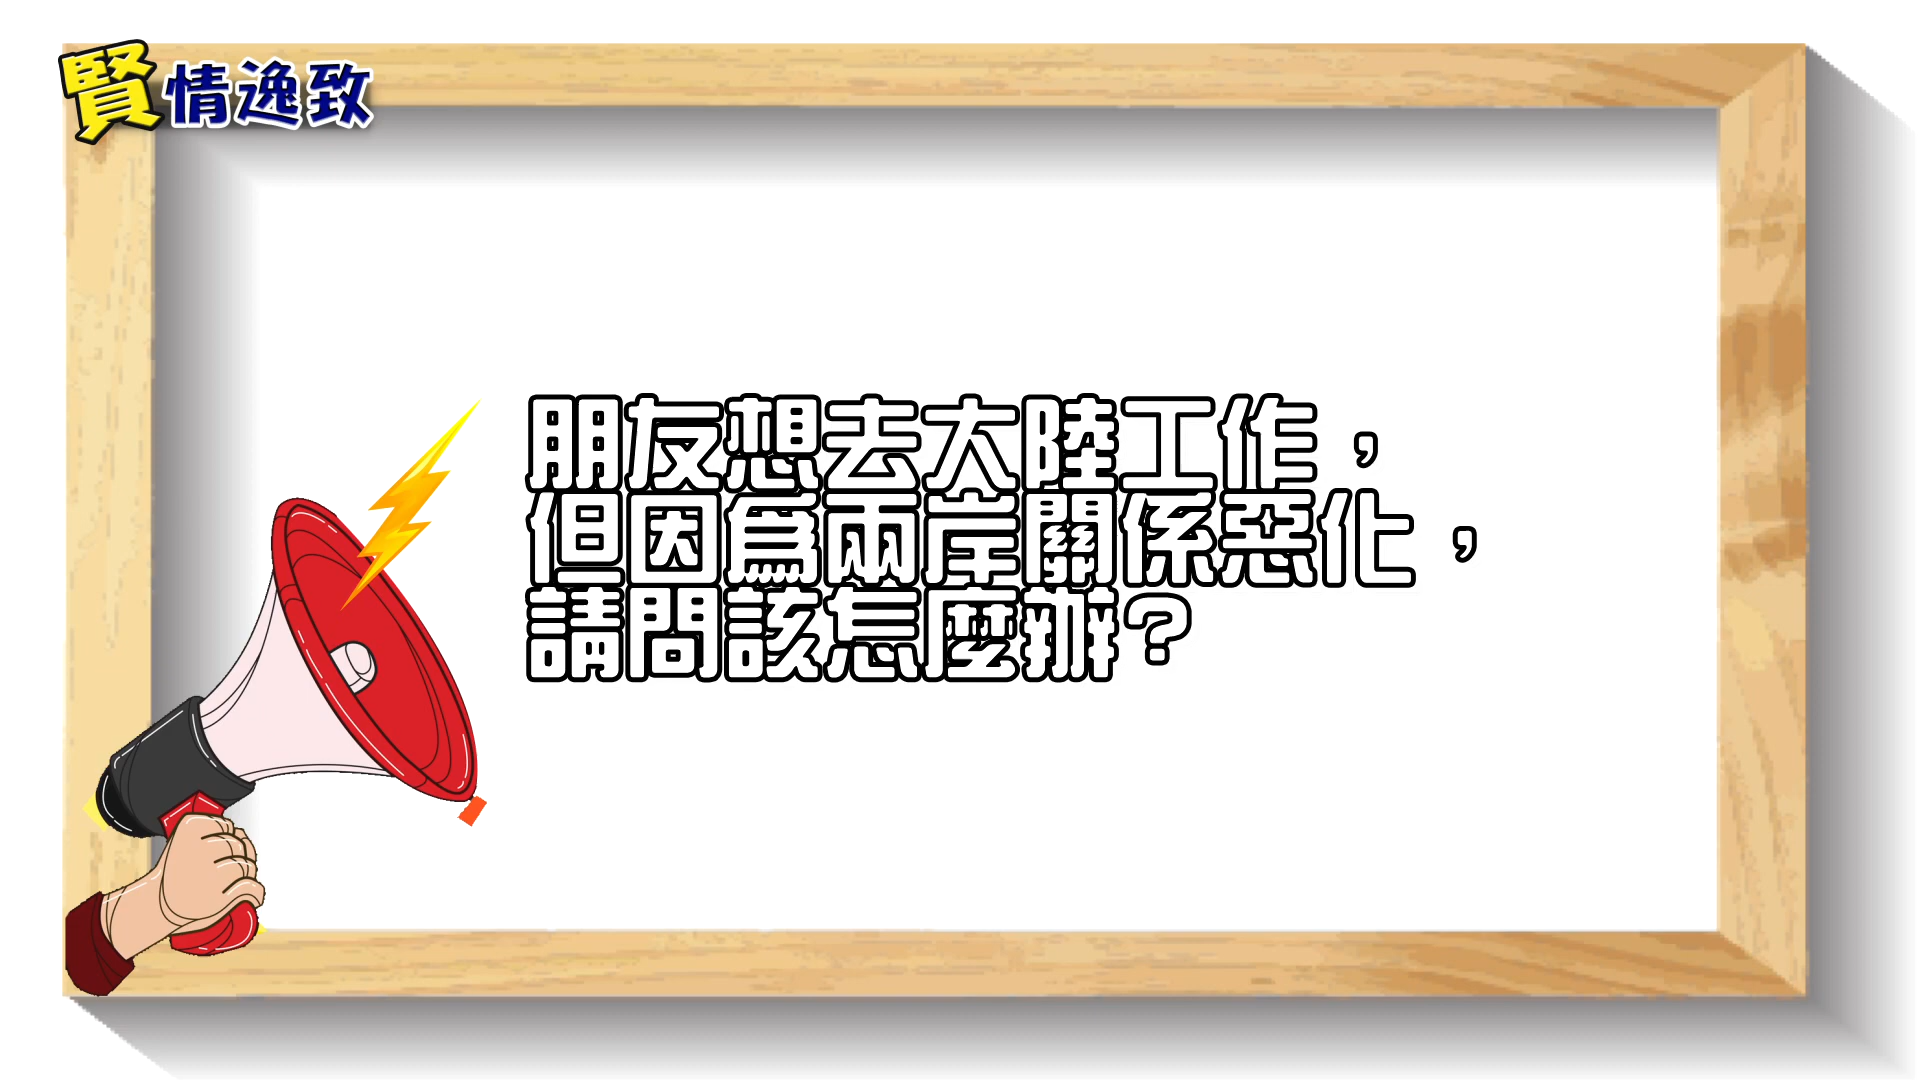 賢情逸致
朋友想去大陸工作，
但因為兩岸關係惡化，
請問該怎麼辦？